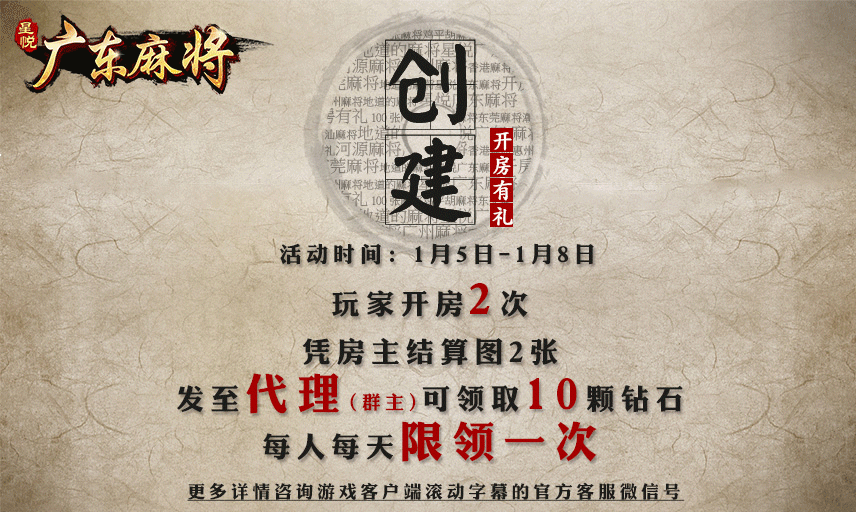 星悦
广东麻将
创建
开房有礼
活动时间：1月5日-1月8日
玩家开房2次
凭房主结算图2张
发至代理（群主）可领取10颗钻石
每人每天限领一次
更多详情咨询游戏客户端滚动字幕的官方客服微信号